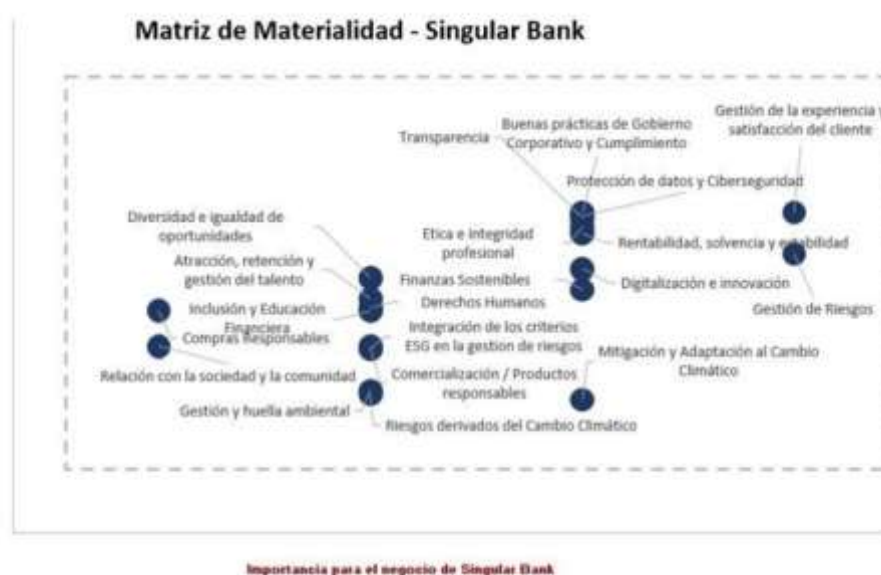 Matriz de Materialidad - Singular Bank
Gestión de la experiencia y
satisfacción del cliente
Buenas prácticas de Gobierno
Corporativo y Cumplimiento
Transparencia
Protección de datos y Ciberseguridad
Diversidad e igualdad de
oportunidades
Etica e integridad
profesional
Rentabilidad, solvencia y estabilidad
Atracción, retención y
gestión del talento
Finanzas Sostenibles
Digitalización e innovación
Derechos Humanos
Inclusión y Educación
Financiera
Gestión de Riesgos
Compras Responsables
Integración de los criterios
ESG en la gestion de riesgos
Mitigación y Adaptación al Cambio
Climático
Relación con la sociedad y la comunidad
Comercialización / Productos
responsables
Gestión y huella ambiental
Riesgos derivados del Cambio Climático
Importancia para el negocio de Singular Bank